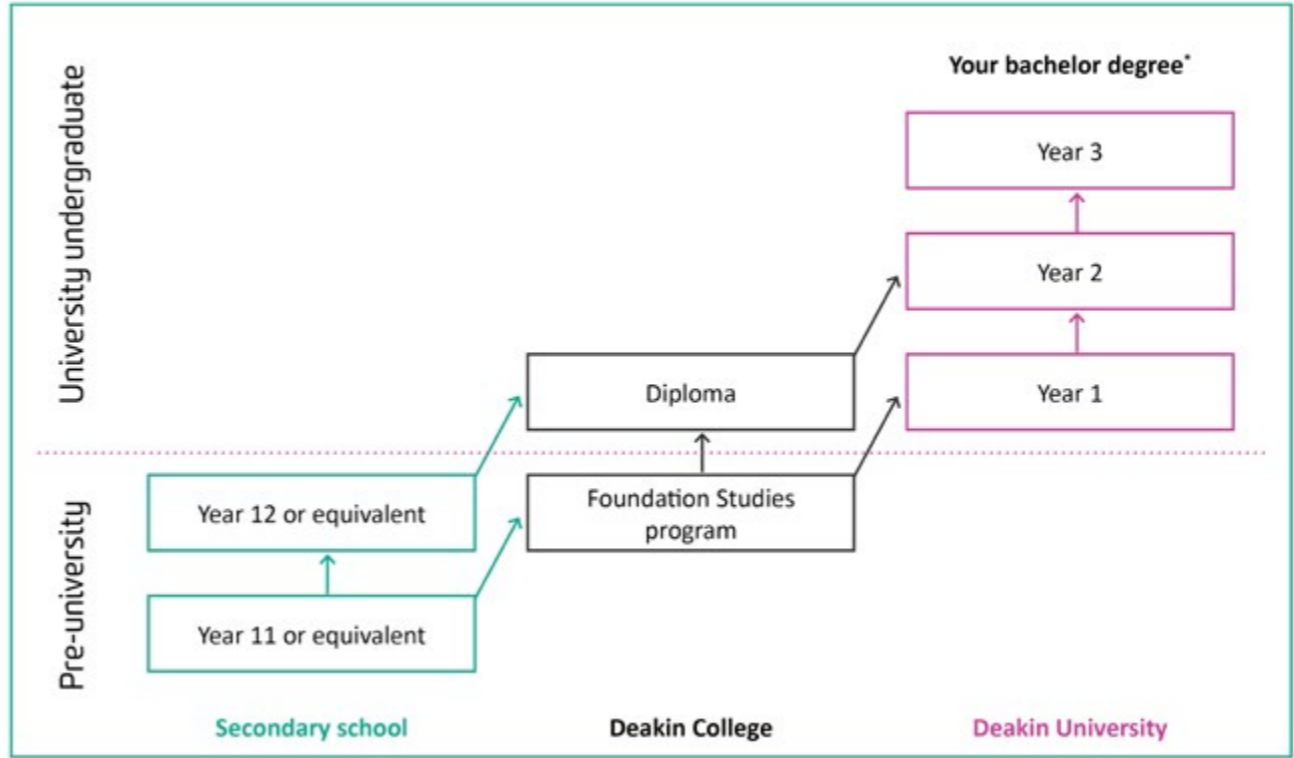 Your bachelor degree*
Year 3
Year 2
Year 1
Diploma
Foundation Studies
program
Year 12 or equivalent
Year 11 or equivalent
University undergraduate
Pre-university
Secondary school
Deakin College
Deakin University